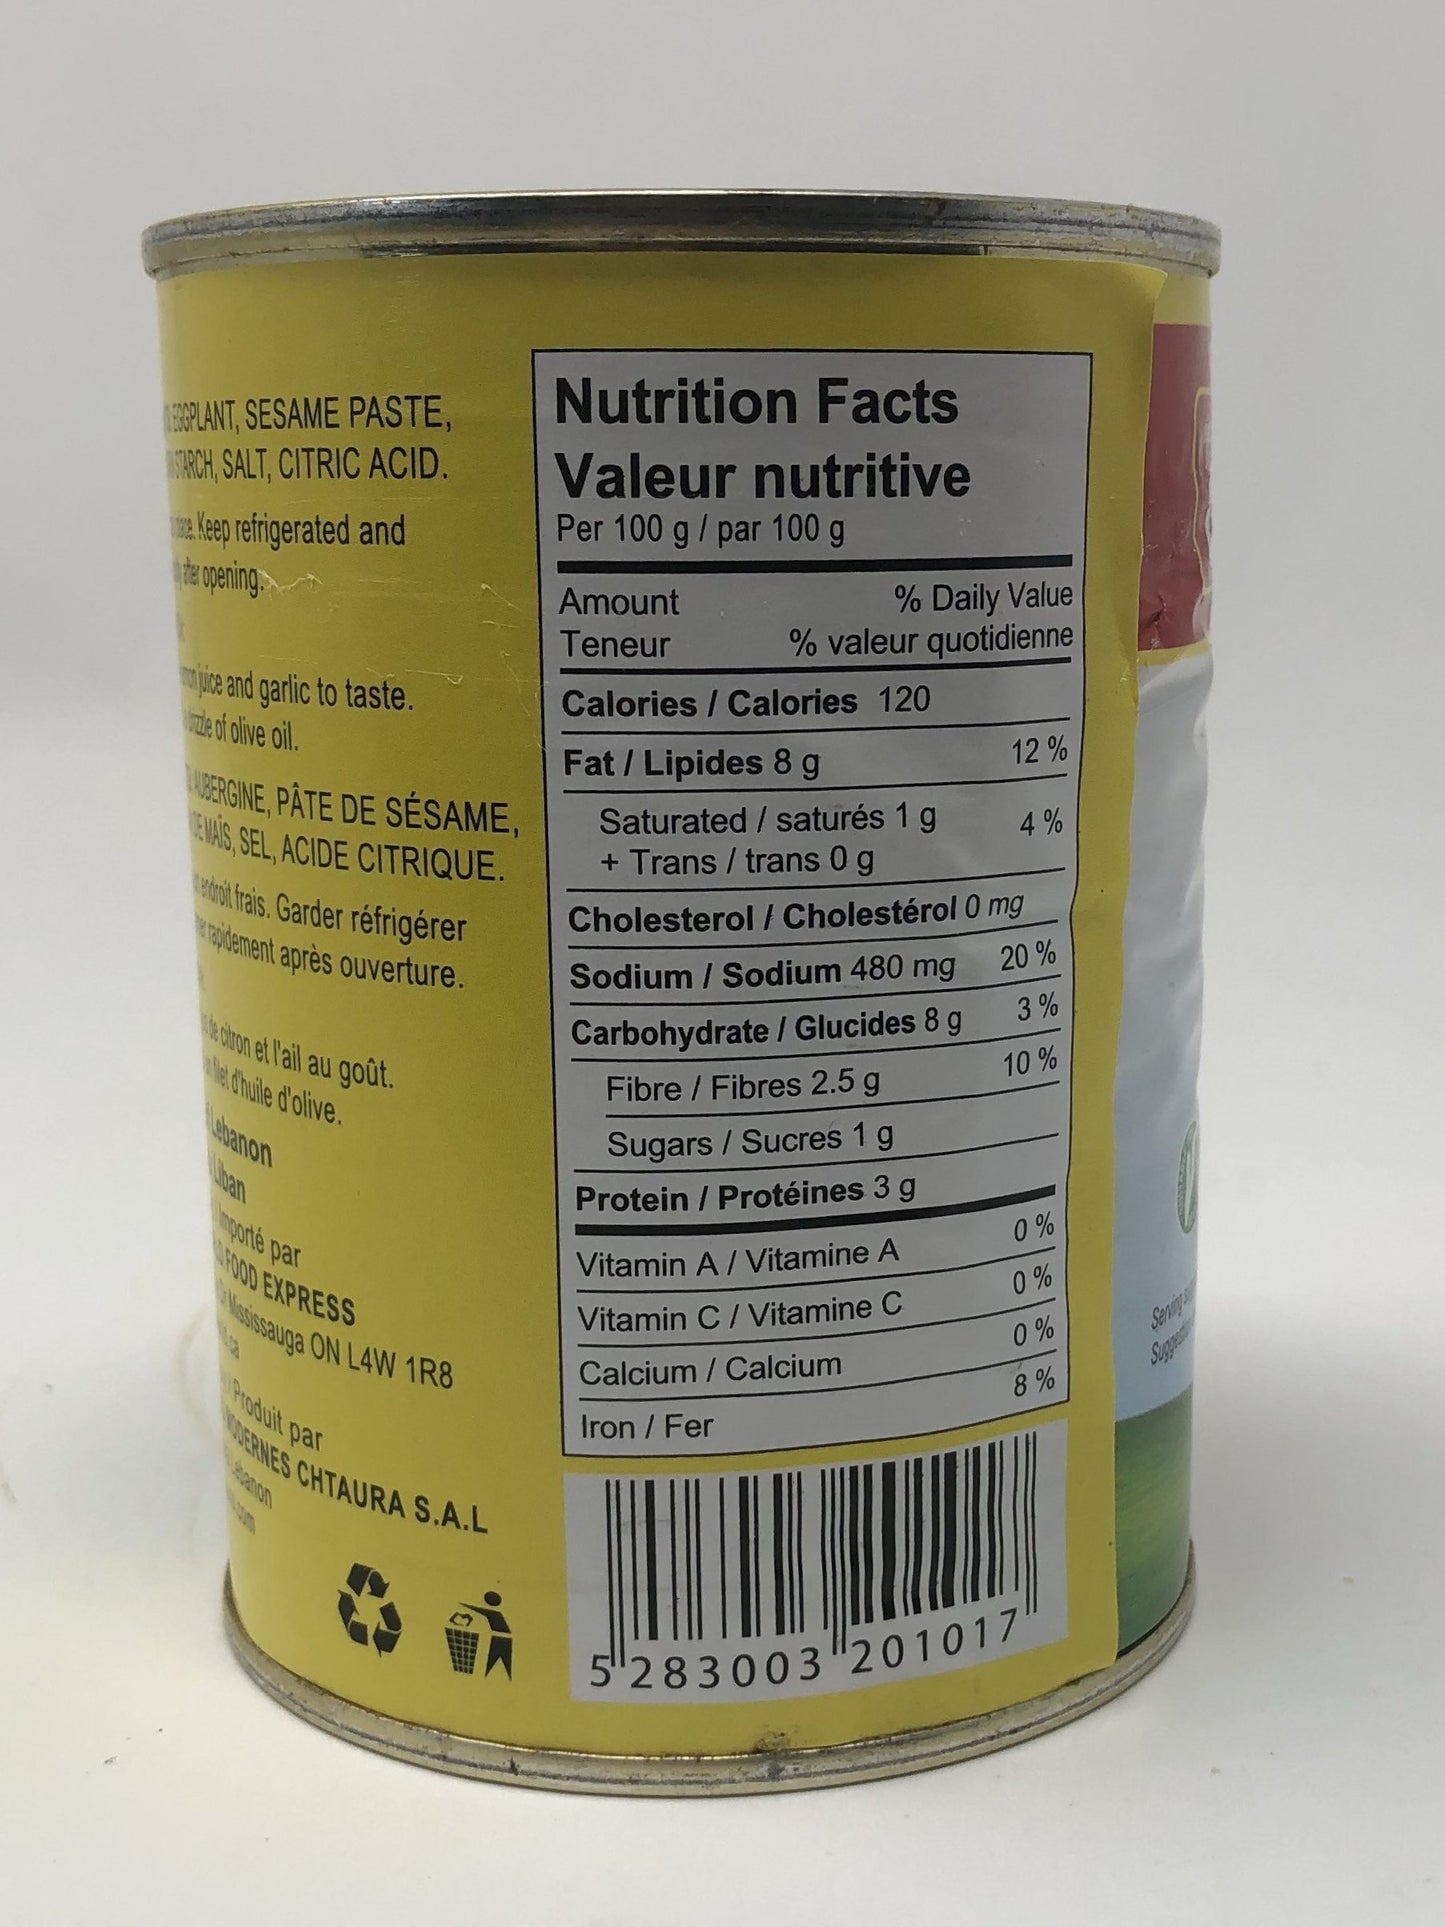 EGGPLANT, SESAME PASTE,
STARCH, SALT, CITRIC ACID.
Keep refrigerated and
after opening.
juice and garlic to taste.
of olive oil.
AUBERGINE, PÂTE DE SÉSAME,
DE MAÏS, SEL, ACIDE CITRIQUE.
endroit frais. Garder réfrigérer
rapidement après ouverture.
de citron et l'ail au goût.
filet d'huile d'olive.
Lebanon
Liban
Importé par
FOOD EXPRESS
Mississauga ON L4W 1R8
Produit par
MODERNES CHTAURA S.A.L
Nutrition Facts
Valeur nutritive
Per 100 g / par 100 g
Amount % Daily Value
Teneur % valeur quotidienne
Calories / Calories 120
Fat / Lipides 8 g 12 %
Saturated / saturés 1 g 4 %
+ Trans / trans 0 g
Cholesterol / Cholestérol 0 mg
Sodium / Sodium 480 mg 20 %
Carbohydrate / Glucides 8 g 3 %
Fibre / Fibres 2.5 g 10 %
Sugars / Sucres 1 g
Protein / Protéines 3 g
Vitamin A / Vitamine A 0 %
Vitamin C / Vitamine C 0 %
Calcium / Calcium 0 %
Iron / Fer 8 %
5 283003 201017
Serving